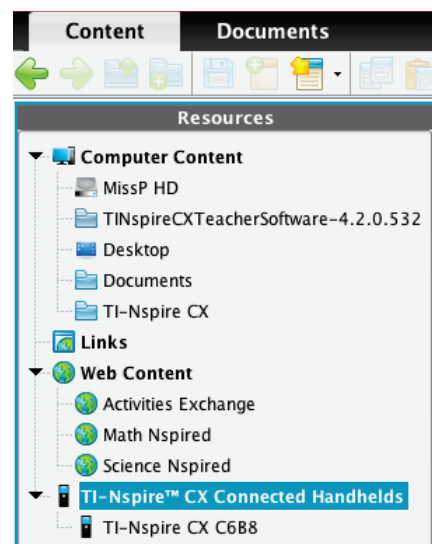 Content Documents
Resources
Computer Content
MissP HD
TINspireCXTeacherSoftware-4.2.0.532
Desktop
Documents
TI-Nspire CX
Links
Web Content
Activities Exchange
Math Nspired
Science Nspired
TI-Nspire™ CX Connected Handhelds
TI-Nspire CX C6B8